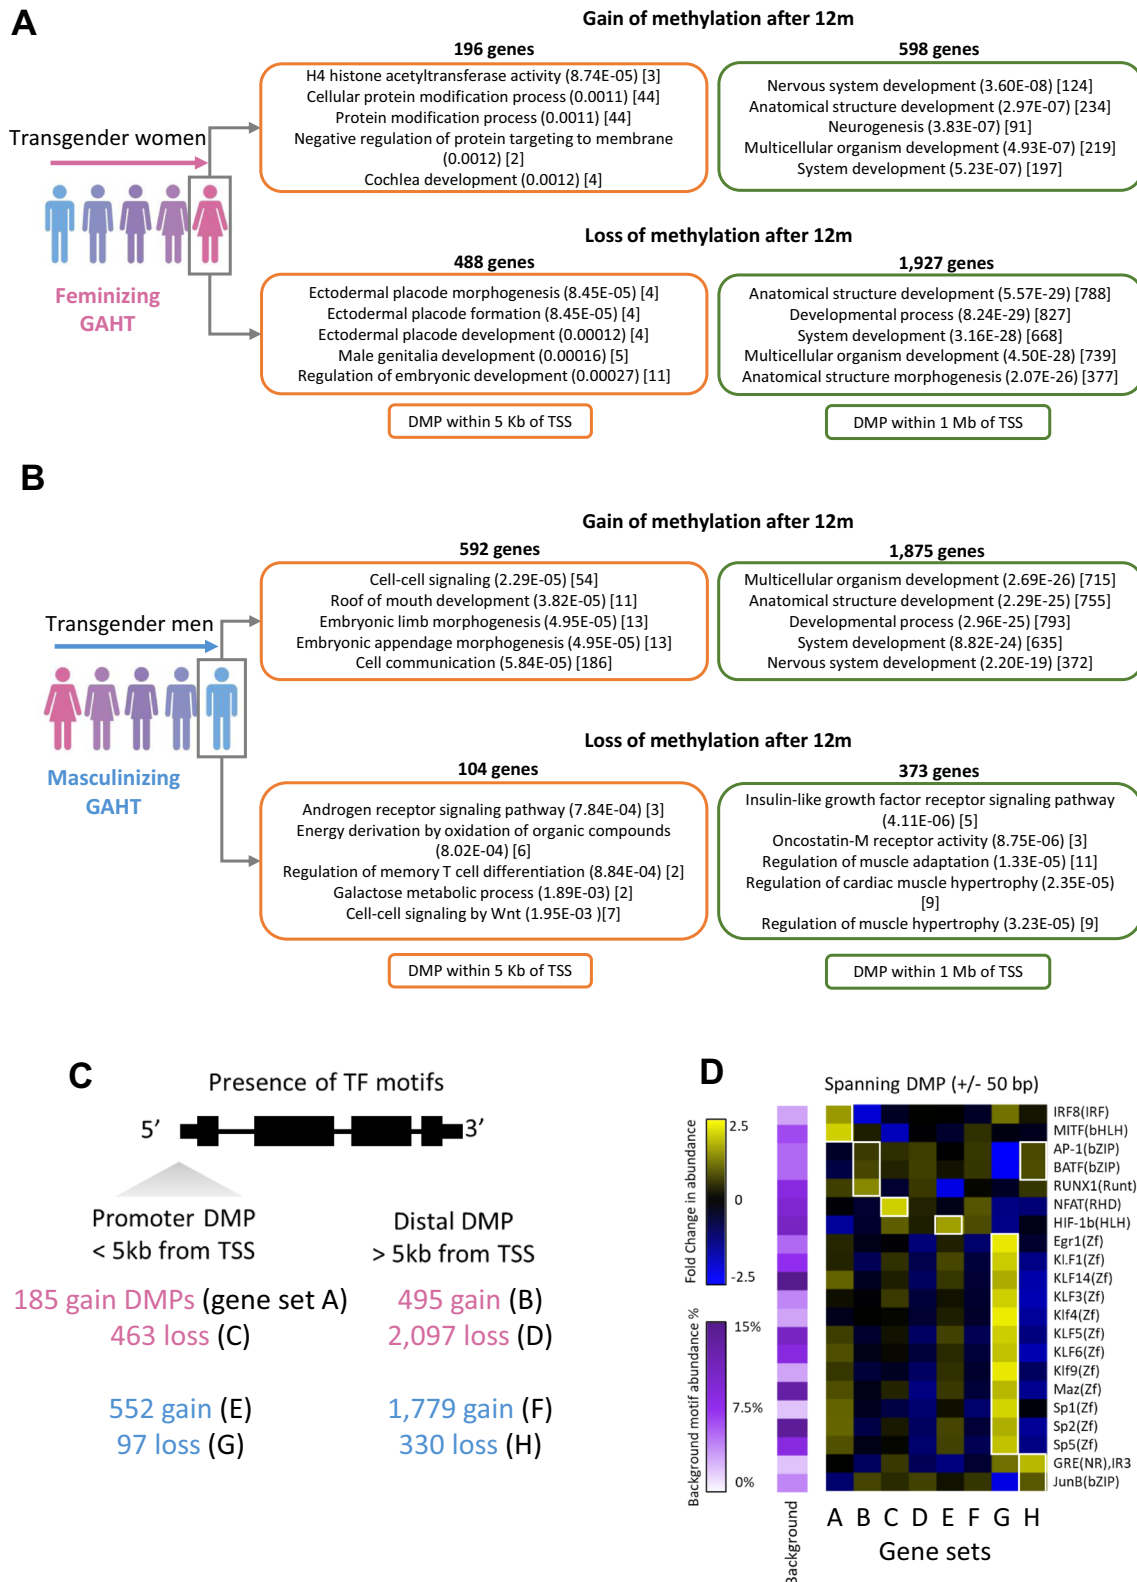 A
Gain of methylation after 12m
196 genes
598 genes
H4 histone acetyltransferase activity (8.74E-05) [3]
Cellular protein modification process (0.0011) [44]
Protein modification process (0.0011) [44]
Negative regulation of protein targeting to membrane
(0.0012) [2]
Cochlea development (0.0012) [4]
Nervous system development (3.60E-08) [124]
Anatomical structure development (2.97E-07) [234]
Neurogenesis (3.83E-07) [91]
Multicellular organism development (4.93E-07) [219]
System development (5.23E-07) [197]
Transgender women
Feminizing
GAHT
Loss of methylation after 12m
488 genes
1,927 genes
Ectodermal placode morphogenesis (8.45E-05) [4]
Ectodermal placode formation (8.45E-05) [4]
Ectodermal placode development (0.00012) [4]
Male genitalia development (0.00016) [5]
Regulation of embryonic development (0.00027) [11]
Anatomical structure development (5.57E-29) [788]
Developmental process (8.24E-29) [827]
System development (3.16E-28) [668]
Multicellular organism development (4.50E-28) [739]
Anatomical structure morphogenesis (2.07E-26) [377]
DMP within 5 Kb of TSS
DMP within 1 Mb of TSS
B
Gain of methylation after 12m
592 genes
1,875 genes
Cell-cell signaling (2.29E-05) [54]
Roof of mouth development (3.82E-05) [11]
Embryonic limb morphogenesis (4.95E-05) [13]
Embryonic appendage morphogenesis (4.95E-05) [13]
Cell communication (5.84E-05) [186]
Multicellular organism development (2.69E-26) [715]
Anatomical structure development (2.29E-25) [755]
Developmental process (2.96E-25) [793]
System development (8.82E-24) [635]
Nervous system development (2.20E-19) [372]
Transgender men
Masculinizing
GAHT
Loss of methylation after 12m
104 genes
373 genes
Androgen receptor signaling pathway (7.84E-04) [3]
Energy derivation by oxidation of organic compounds
(8.02E-04) [6]
Regulation of memory T cell differentiation (8.84E-04) [2]
Galactose metabolic process (1.89E-03) [2]
Cell-cell signaling by Wnt (1.95E-03 )[7]
Insulin-like growth factor receptor signaling pathway
(4.11E-06) [5]
Oncostatin-M receptor activity (8.75E-06) [3]
Regulation of muscle adaptation (1.33E-05) [11]
Regulation of cardiac muscle hypertrophy (2.35E-05)
[9]
Regulation of muscle hypertrophy (3.23E-05) [9]
DMP within 5 Kb of TSS
DMP within 1 Mb of TSS
C
Presence of TF motifs
5’
3’
Promoter DMP
< 5kb from TSS
Distal DMP
> 5kb from TSS
185 gain DMPs (gene set A)
495 gain (B)
463 loss (C)
2,097 loss (D)
552 gain (E)
1,779 gain (F)
97 loss (G)
330 loss (H)
D
Spanning DMP (+/- 50 bp)
Fold Change in abundance
2.5
0
-2.5
Background motif abundance %
15%
7.5%
0%
IRF8(IRF)
MITF(bHLH)
AP-1(bZIP)
BATF(bZIP)
RUNX1(Runt)
NFAT(RHD)
HIF-1b(HLH)
Egr1(Zf)
KLF1(Zf)
KLF14(Zf)
KLF3(Zf)
Klf4(Zf)
KLF5(Zf)
KLF6(Zf)
Klf9(Zf)
Maz(Zf)
Sp1(Zf)
Sp2(Zf)
Sp5(Zf)
GRE(NR),IR3
JunB(bZIP)
Background
A B C D E F G H
Gene sets